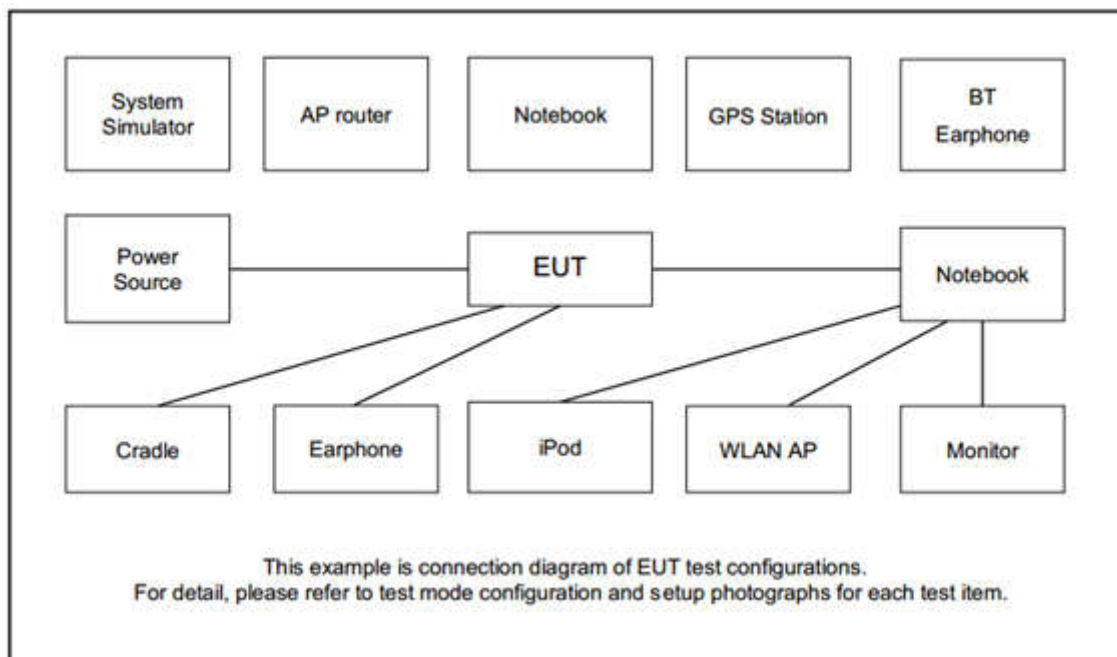 System
Simulator
AP router
Notebook
GPS Station
BT
Earphone
Power
Source
EUT
Notebook
Cradle
Earphone
iPod
WLAN AP
Monitor
This example is connection diagram of EUT test configurations.
For detail, please refer to test mode configuration and setup photographs for each test item.